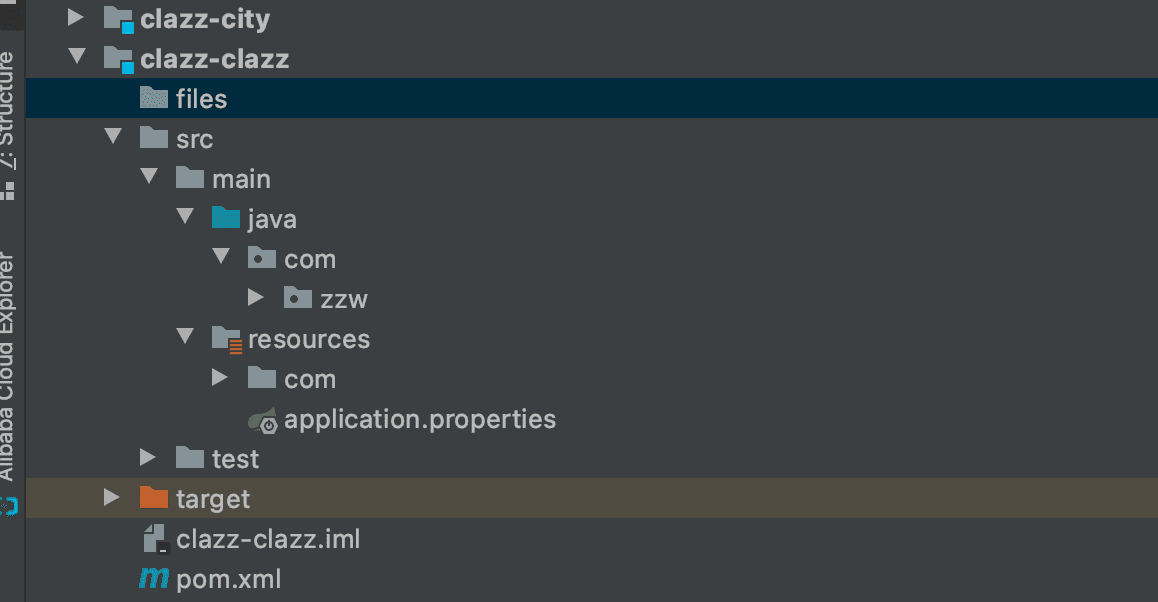 clazz-city
clazz-clazz
files
src
main
java
com
zzw
resources
com
application.properties
test
target
clazz-clazz.iml
m pom.xml
7: Structure
Alibaba Cloud Explorer